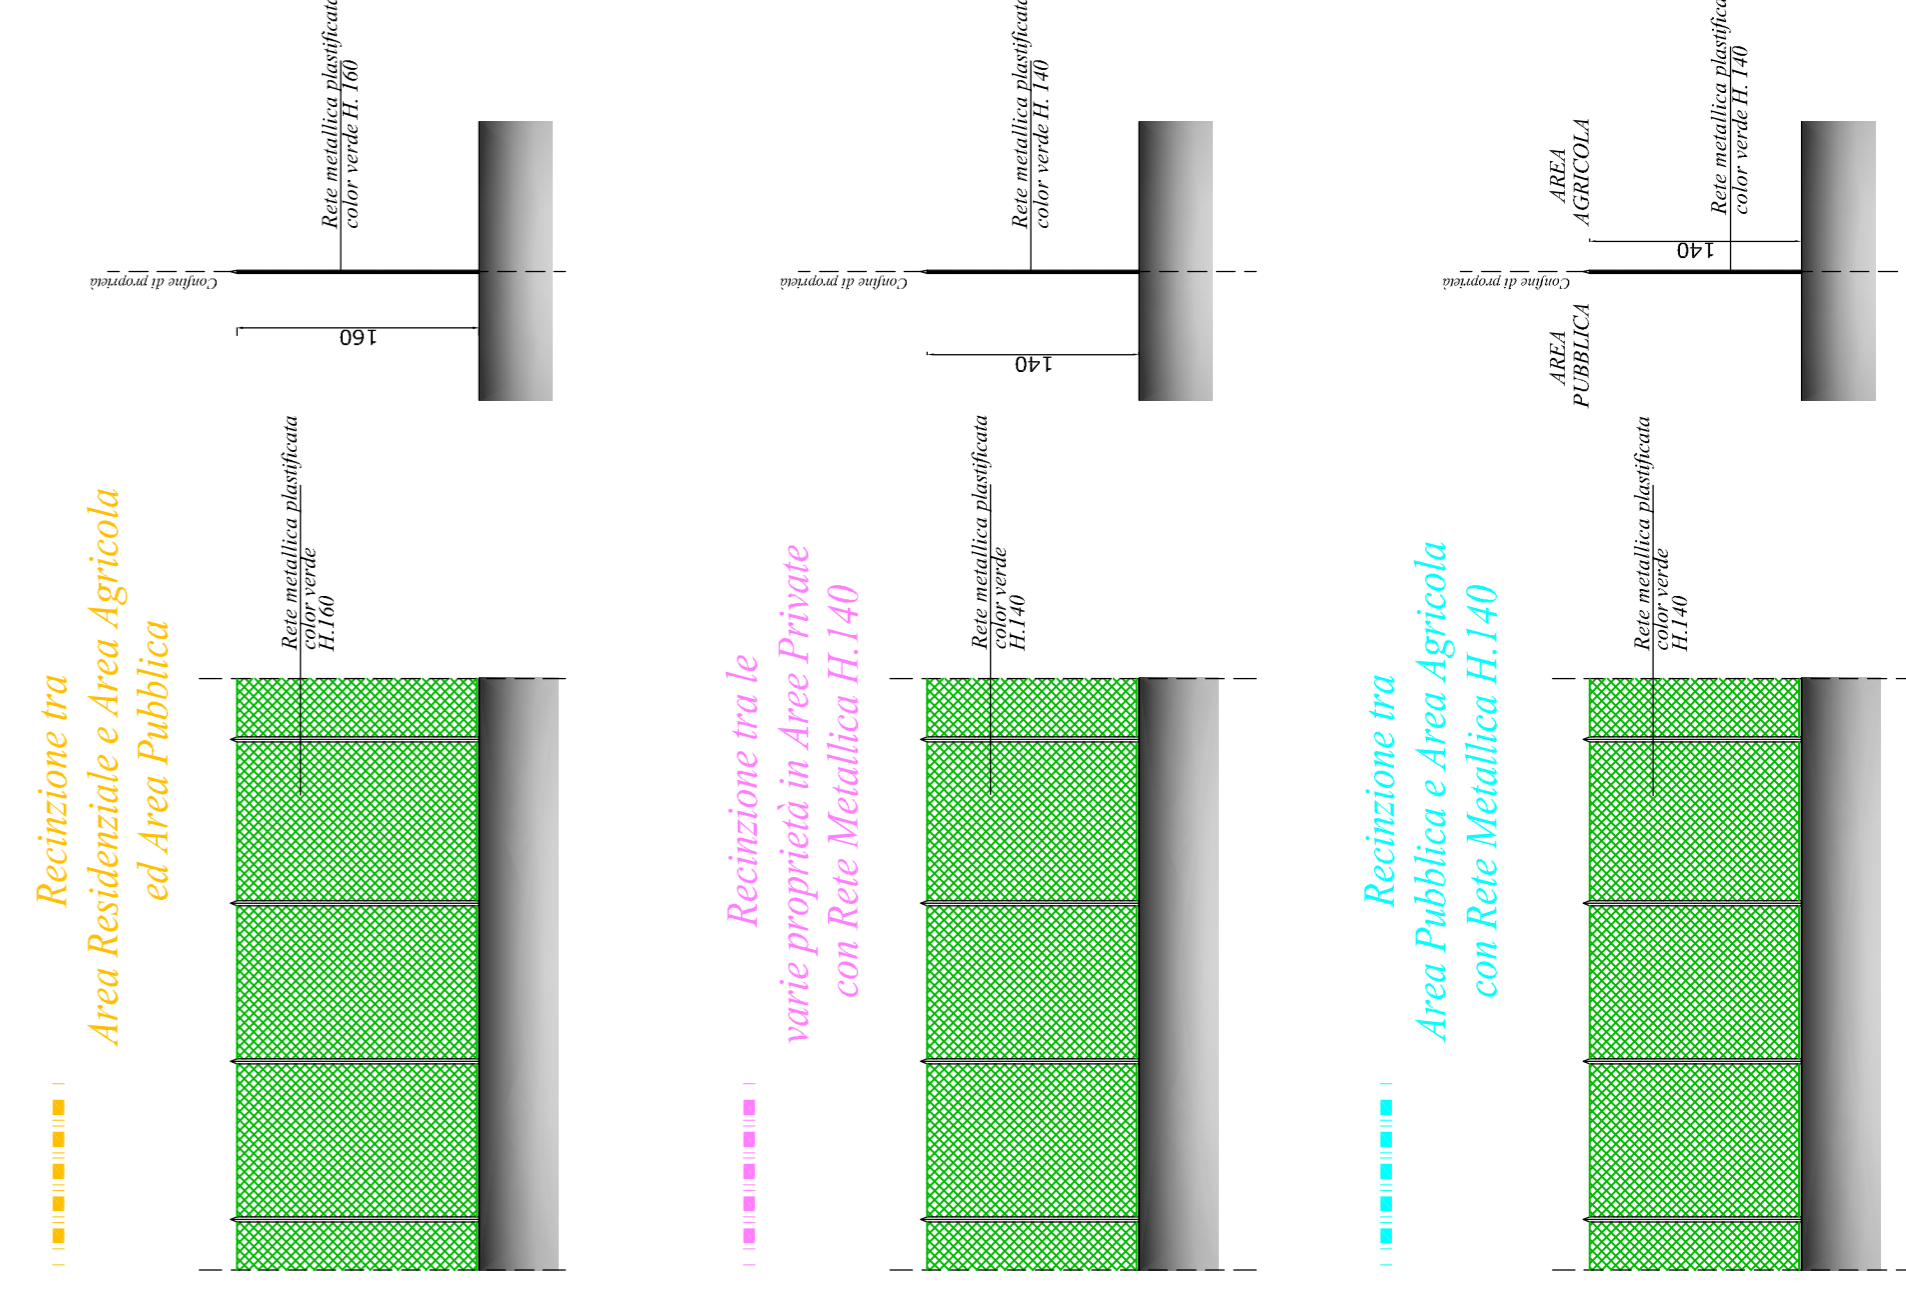 Recinzione tra
Area Residenziale e Area Agricola
ed Area Pubblica
Rete metallica plastificata
color verde
H.160
Rete metallica plastificata
color verde H. 160
Confine di proprietà
160
Recinzione tra le
varie proprietà in Aree Private
con Rete Metallica H.140
Rete metallica plastificata
color verde
H.140
Rete metallica plastificata
color verde H. 140
Confine di proprietà
140
Recinzione tra
Area Pubblica e Area Agricola
con Rete Metallica H.140
Rete metallica plastificata
color verde
H.140
AREA
PUBBLICA
AREA
AGRICOLA
Rete metallica plastificata
color verde H. 140
Confine di proprietà
140